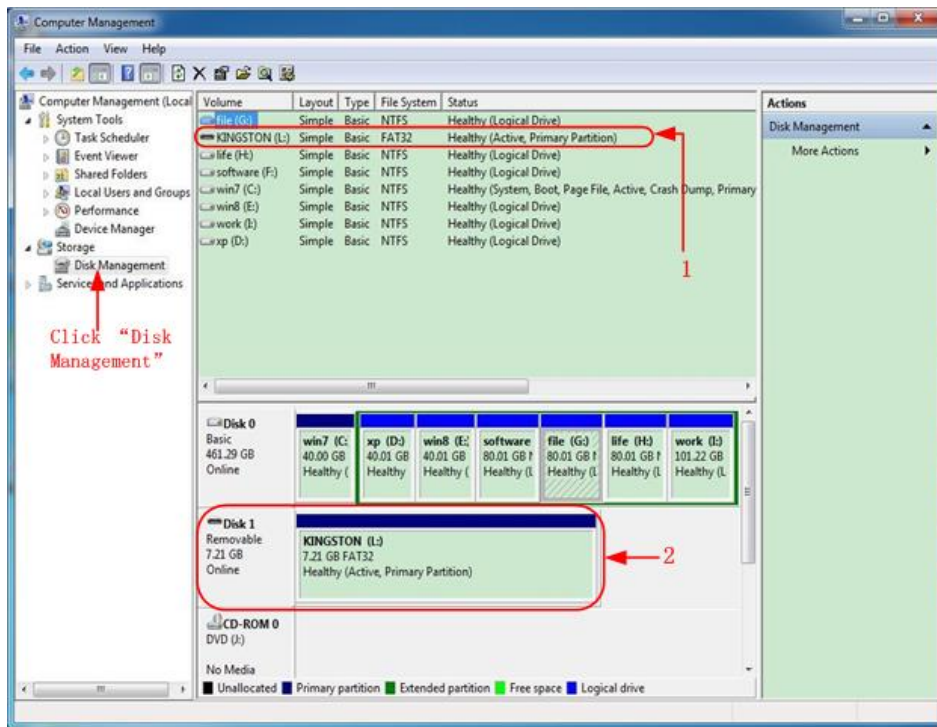 Computer Management
File Action View Help
Computer Management (Local
System Tools
Task Scheduler
Event Viewer
Shared Folders
Local Users and Groups
Performance
Device Manager
Storage
Disk Management
Services and Applications
Click “Disk
Management”
Volume Layout Type File System Status
file (G:) Simple Basic NTFS Healthy (Logical Drive)
KINGSTON (L:) Simple Basic FAT32 Healthy (Active, Primary Partition)
life (H:) Simple Basic NTFS Healthy (Logical Drive)
software (F:) Simple Basic NTFS Healthy (Logical Drive)
win7 (C:) Simple Basic NTFS Healthy (System, Boot, Page File, Active, Crash Dump, Primary
win8 (E:) Simple Basic NTFS Healthy (Logical Drive)
work (I:) Simple Basic NTFS Healthy (Logical Drive)
xp (D:) Simple Basic NTFS Healthy (Logical Drive)
1
Actions
Disk Management
More Actions
Disk 0
Basic
461.29 GB
Online
win7 (C: xp (D:) win8 (E: software file (G:) life (H:) work (I:)
40.00 GB 40.01 GB 40.01 GB 80.01 GB 80.01 GB 80.01 GB 101.22 GB
Healthy ( Healthy Healthy ( Healthy (L Healthy (L Healthy (L Healthy (L
Disk 1
Removable
7.21 GB
Online
KINGSTON (L:)
7.21 GB FAT32
Healthy (Active, Primary Partition)
2
CD-ROM 0
DVD (J:)
No Media
Unallocated Primary partition Extended partition Free space Logical drive